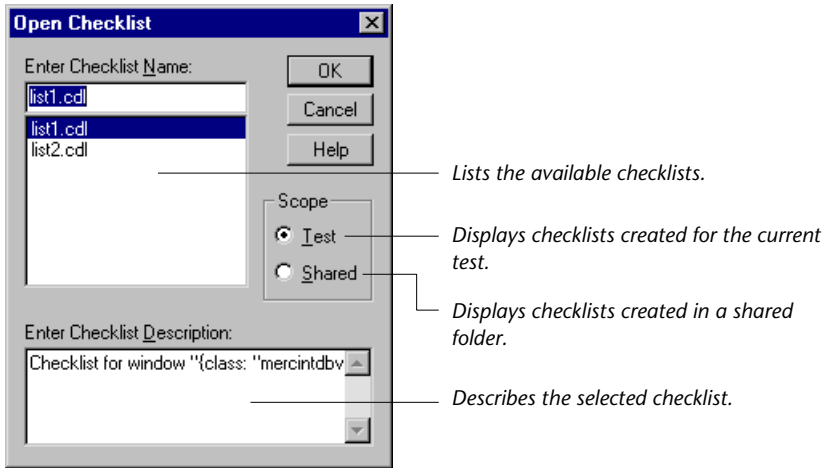 Open Checklist
Enter Checklist Name:
list1.cdl
list1.cdl
list2.cdl
OK
Cancel
Help
Scope
Test
Shared
Enter Checklist Description:
Checklist for window "{class: "mercintdbv
Lists the available checklists.
Displays checklists created for the current
test.
Displays checklists created in a shared
folder.
Describes the selected checklist.